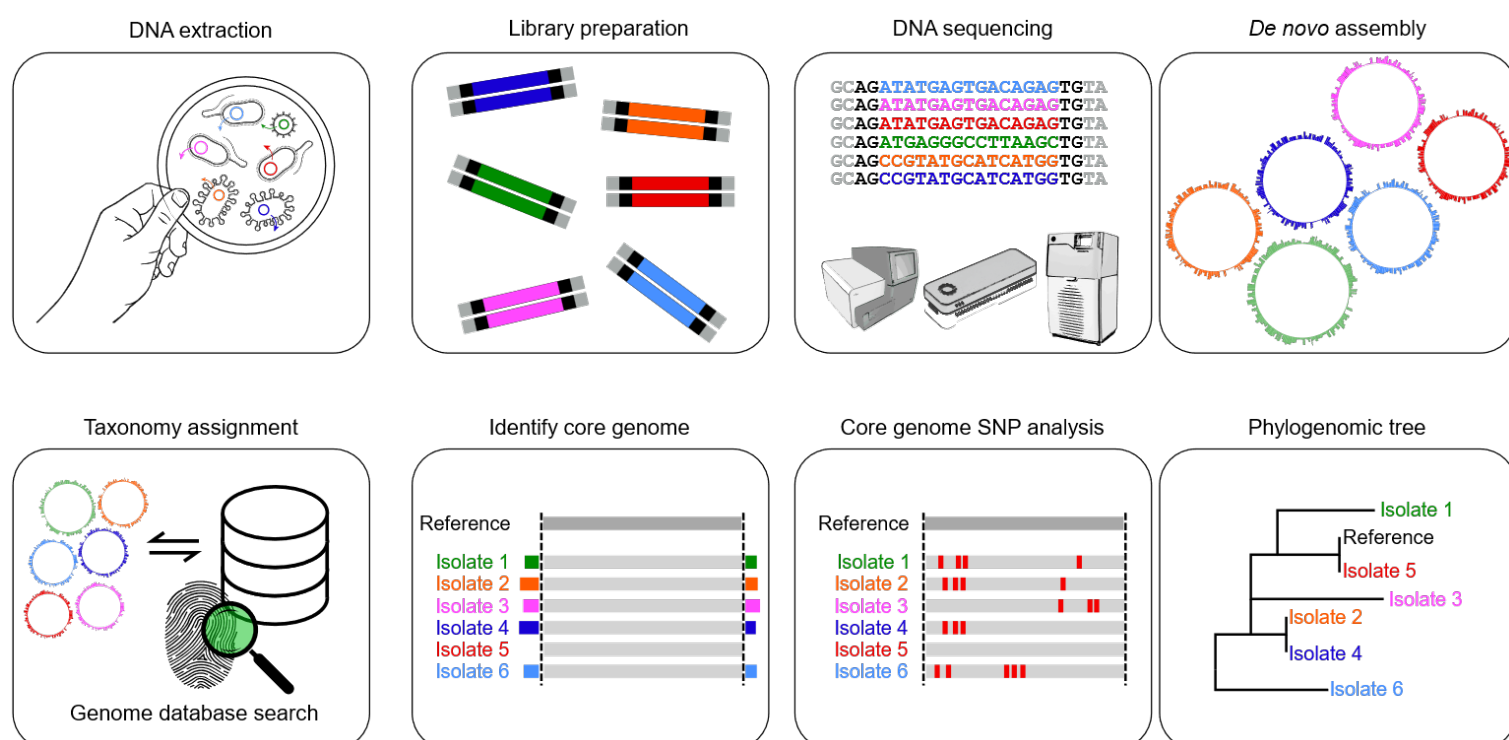 DNA extraction
Library preparation
DNA sequencing
De novo assembly
GCAGATATGAGTGACAGAGTGTA
GCAGATATGAGTGACAGAGTGTA
GCAGATATGAGTGACAGAGTGTA
GCAGATGAGGGCCTTAAGCTGTA
GCAGCCGTATGCATCATGGTGTA
GCAGCCGTATGCATCATGGTGTA
Taxonomy assignment
Genome database search
Identify core genome
Reference
Isolate 1
Isolate 2
Isolate 3
Isolate 4
Isolate 5
Isolate 6
Core genome SNP analysis
Reference
Isolate 1
Isolate 2
Isolate 3
Isolate 4
Isolate 5
Isolate 6
Phylogenomic tree
Isolate 1
Reference
Isolate 5
Isolate 3
Isolate 2
Isolate 4
Isolate 6